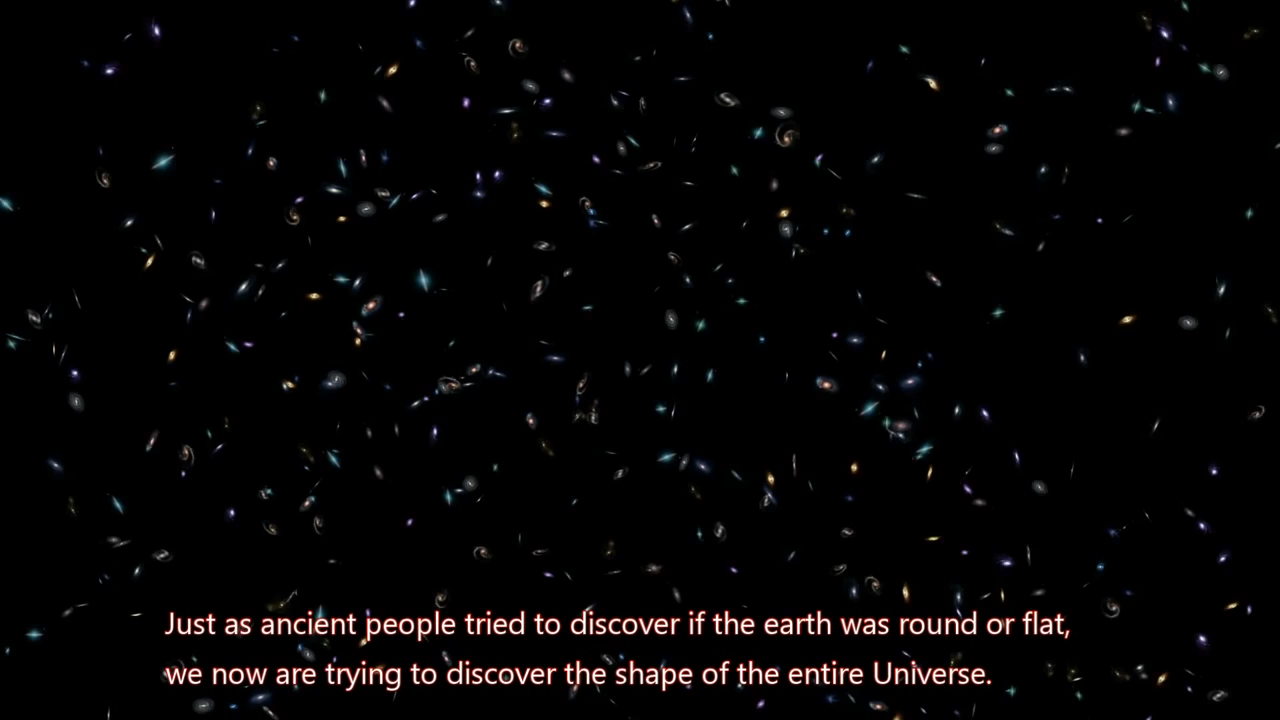 Just as ancient people tried to discover if the earth was round or flat,
we now are trying to discover the shape of the entire Universe.